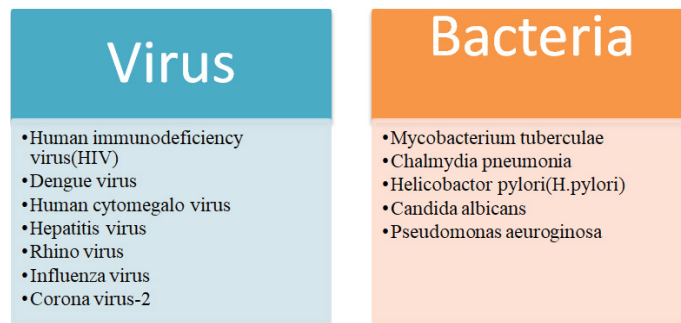 Virus
•Human immunodeficiency
virus(HIV)
•Dengue virus
•Human cytomegalo virus
•Hepatitis virus
•Rhino virus
•Influenza virus
•Corona virus-2
Bacteria
•Mycobacterium tuberculae
•Chalmydia pneumonia
•Helicobactor pylori(H.pylori)
•Candida albicans
•Pseudomonas aeuroginosa